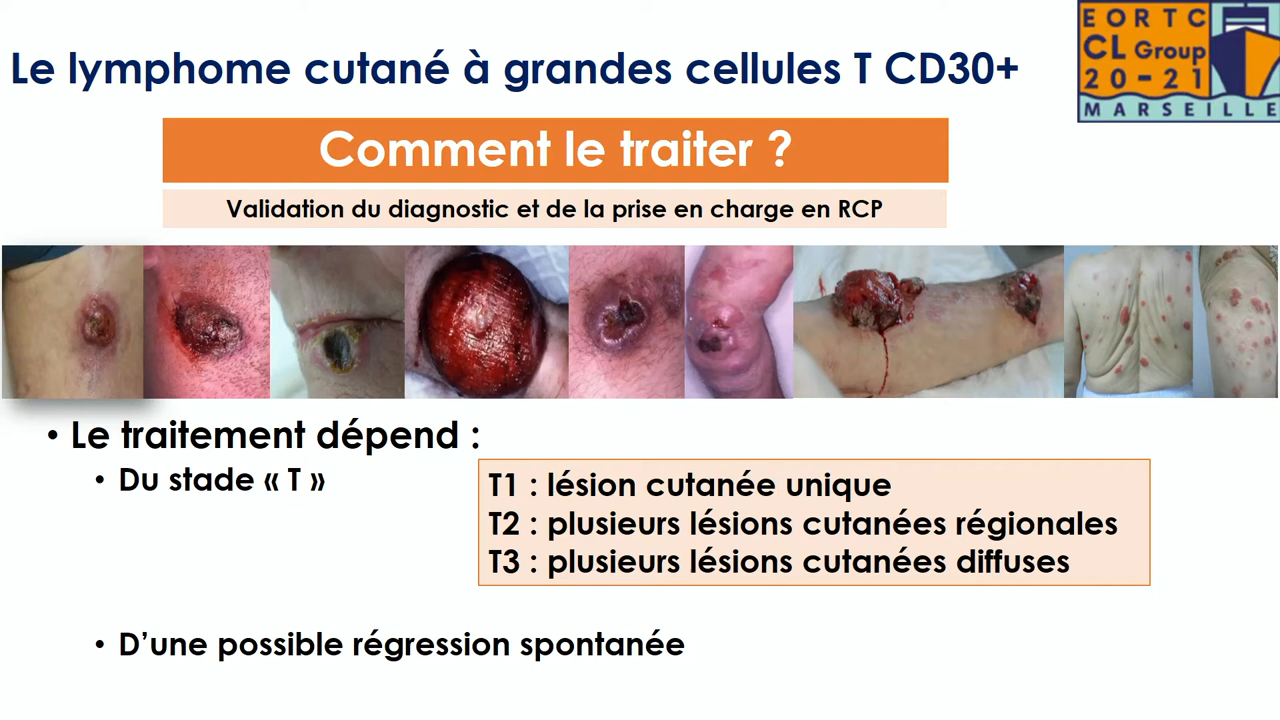 Le lymphome cutané à grandes cellules T CD30+
EORTC
CL Group
20-21
MARSEILLE
Comment le traiter ?
Validation du diagnostic et de la prise en charge en RCP
• Le traitement dépend :
• Du stade « T »
T1 : lésion cutanée unique
T2 : plusieurs lésions cutanées régionales
T3 : plusieurs lésions cutanées diffuses
• D’une possible régression spontanée